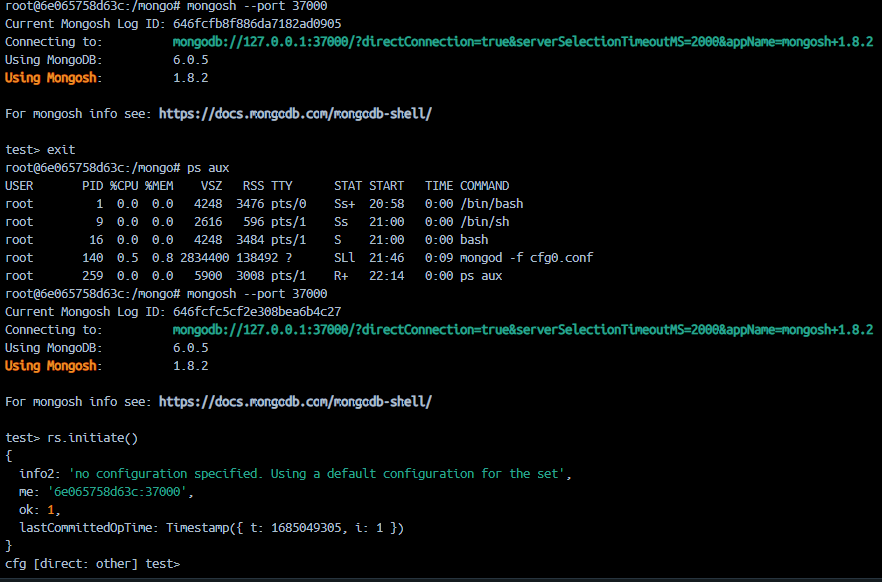 root@6e065758d63c:/mongo# mongosh --port 37000
Current Mongosh Log ID: 646fcfb8f886da7182ad0905
Connecting to:          mongodb://127.0.0.1:37000/?directConnection=true&serverSelectionTimeoutMS=2000&appName=mongosh+1.8.2
Using MongoDB:          6.0.5
Using Mongosh:          1.8.2
For mongosh info see: https://docs.mongodb.com/mongodb-shell/
test> exit
root@6e065758d63c:/mongo# ps aux
USER       PID %CPU %MEM    VSZ   RSS TTY      STAT START   TIME COMMAND
root         1  0.0  0.0   4248  3476 pts/0    Ss+  20:58   0:00 /bin/bash
root         9  0.0  0.0   2616   596 pts/1    Ss   21:00   0:00 /bin/sh
root        16  0.0  0.0   4248  3484 pts/1    S    21:00   0:00 bash
root       140  0.5  0.8 2834400 138492 ?      SLl  21:46   0:09 mongod -f cfg0.conf
root       259  0.0  0.0   5900  3008 pts/1    R+   22:14   0:00 ps aux
root@6e065758d63c:/mongo# mongosh --port 37000
Current Mongosh Log ID: 646fcfc5cf2e308bea6b4c27
Connecting to:          mongodb://127.0.0.1:37000/?directConnection=true&serverSelectionTimeoutMS=2000&appName=mongosh+1.8.2
Using MongoDB:          6.0.5
Using Mongosh:          1.8.2
For mongosh info see: https://docs.mongodb.com/mongodb-shell/
test> rs.initiate()
{
  info2: 'no configuration specified. Using a default configuration for the set',
  me: '6e065758d63c:37000',
  ok: 1,
  lastCommittedOpTime: Timestamp({ t: 1685049305, i: 1 })
}
cfg [direct: other] test>